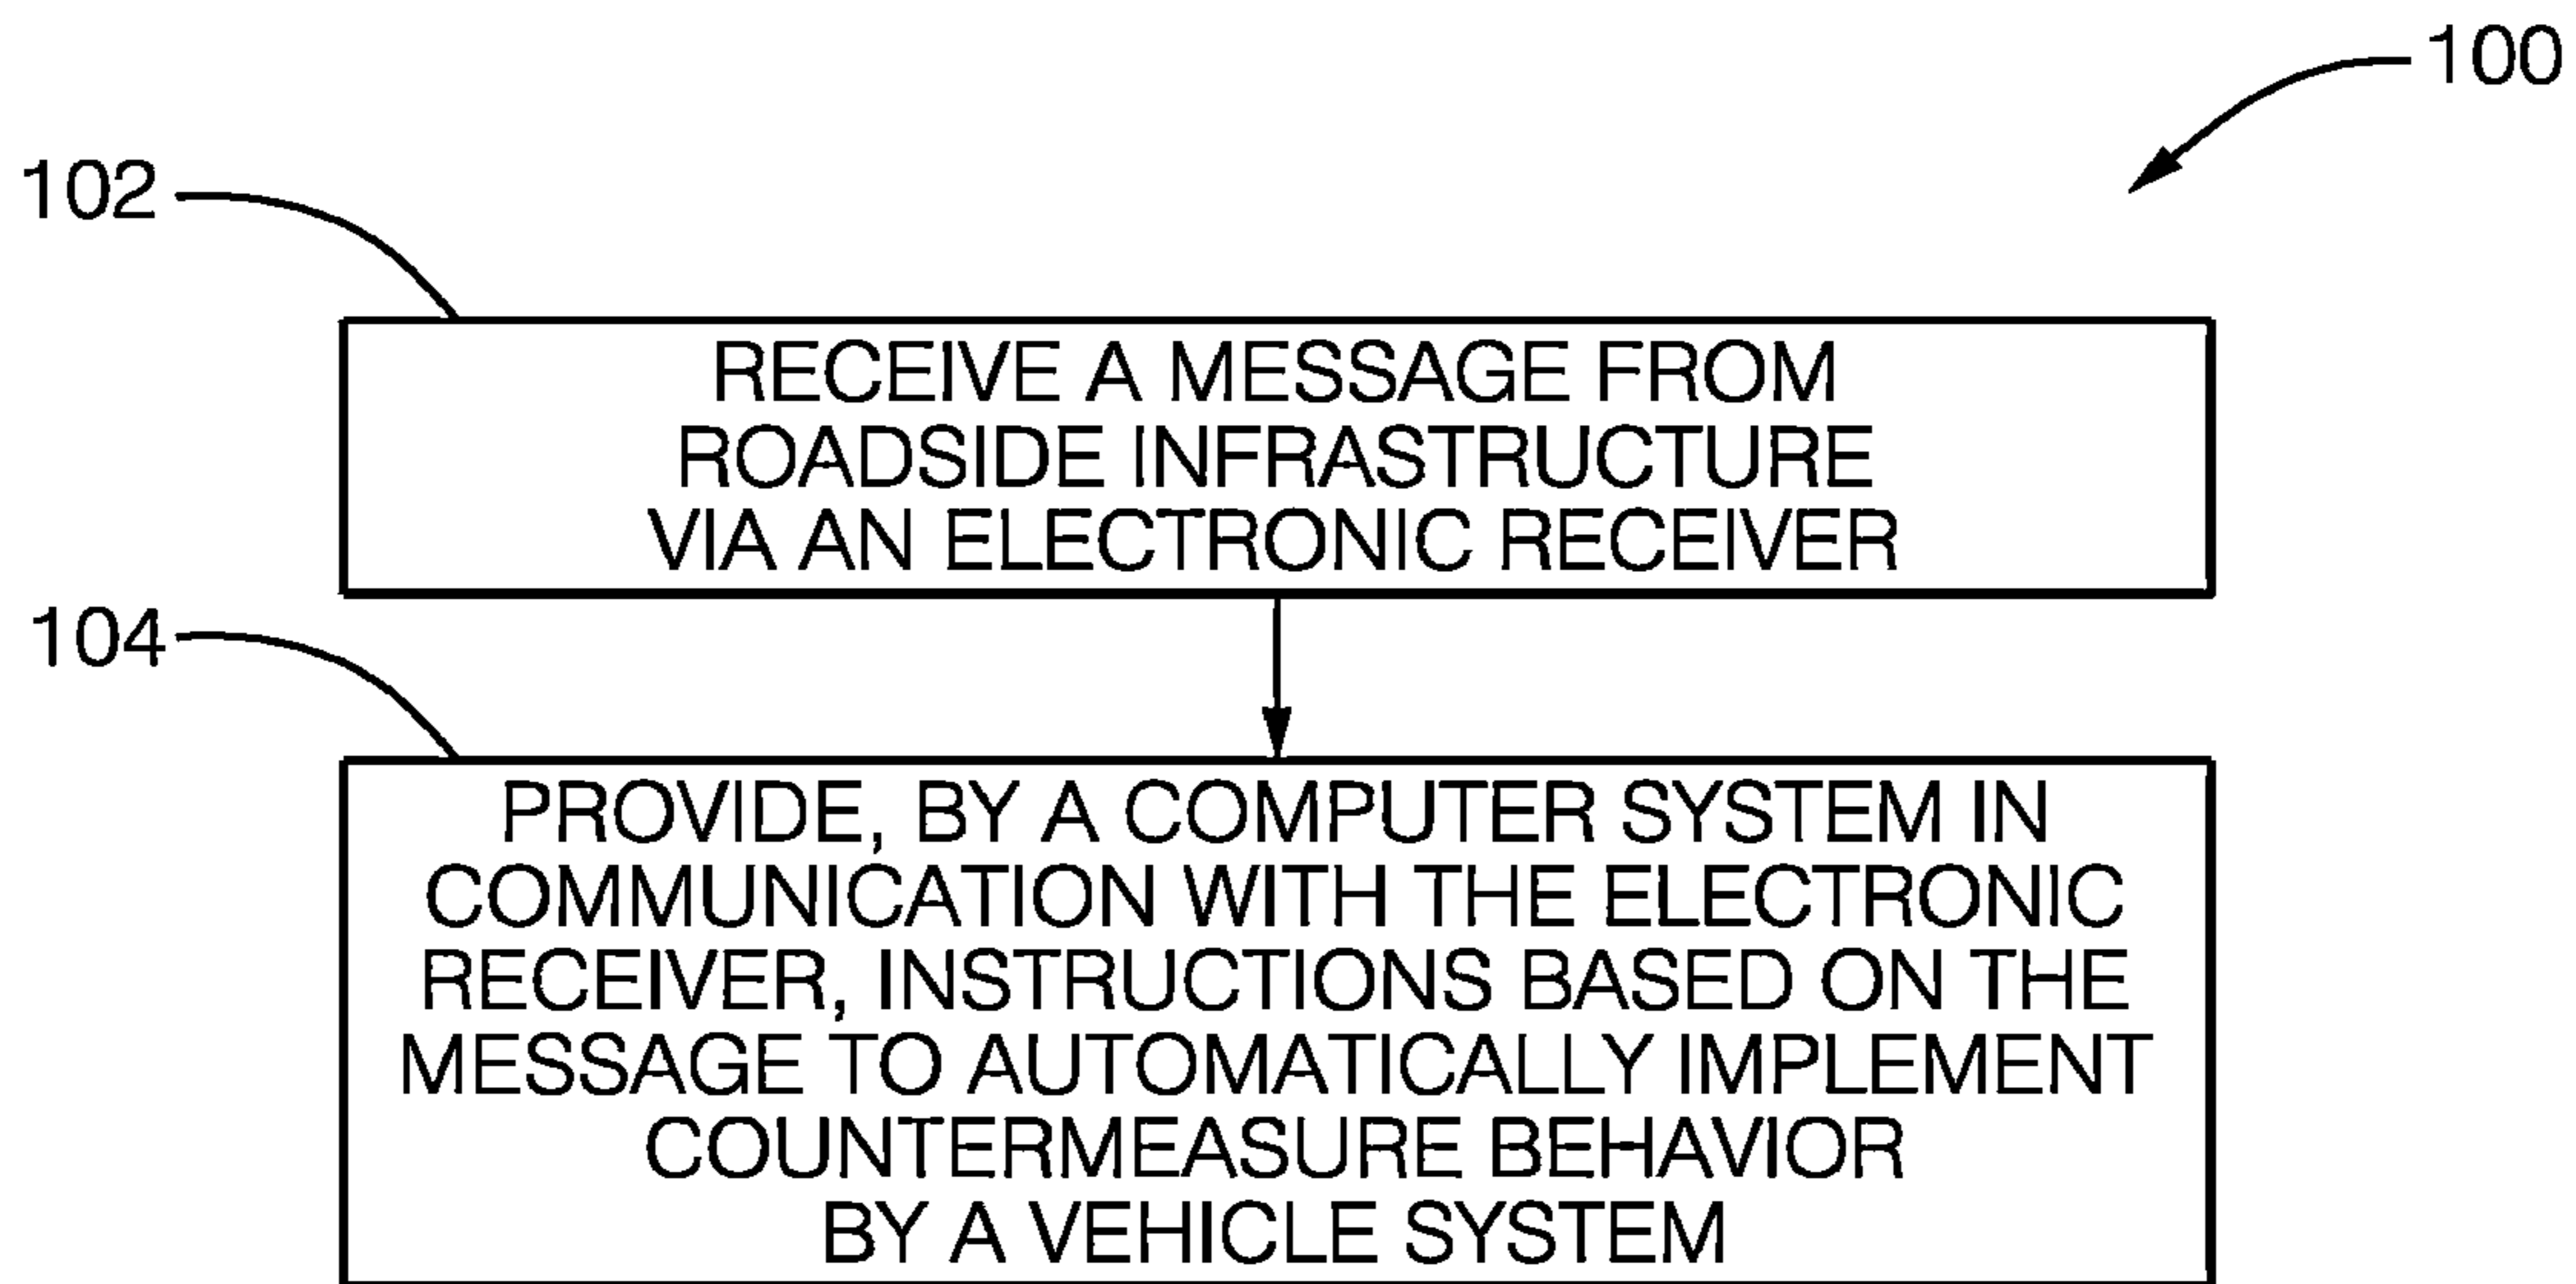 100
102
RECEIVE A MESSAGE FROM
ROADSIDE INFRASTRUCTURE
VIA AN ELECTRONIC RECEIVER
104
PROVIDE, BY A COMPUTER SYSTEM IN
COMMUNICATION WITH THE ELECTRONIC
RECEIVER, INSTRUCTIONS BASED ON THE
MESSAGE TO AUTOMATICALLY IMPLEMENT
COUNTERMEASURE BEHAVIOR
BY A VEHICLE SYSTEM